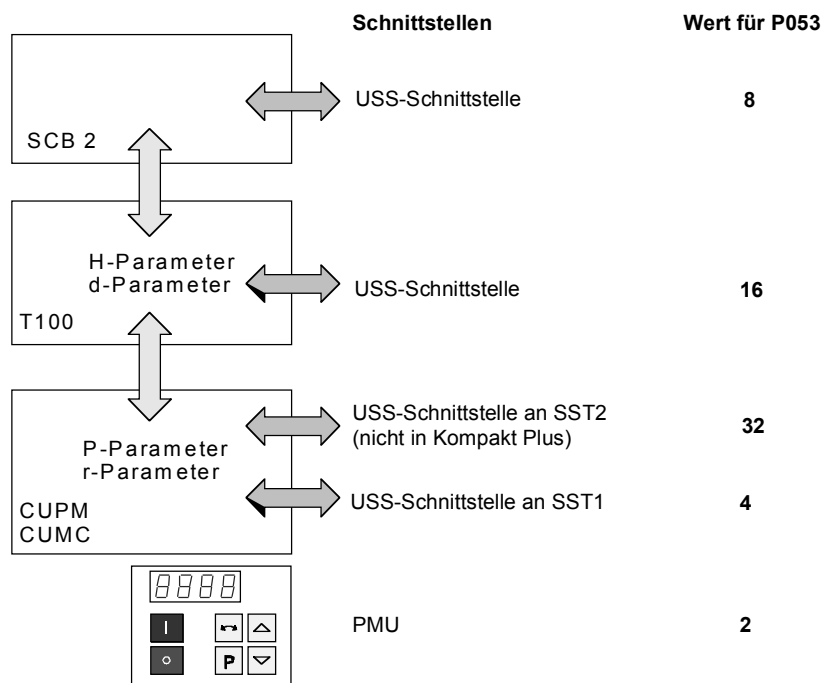 Schnittstellen Wert für P053
USS-Schnittstelle 8
SCB 2
H-Parameter
d-Parameter
USS-Schnittstelle 16
T100
USS-Schnittstelle an SST2
(nicht in Kompakt Plus) 32
P-Parameter
r-Parameter
USS-Schnittstelle an SST1 4
CUPM
CUMC
8888
I
PMU 2
O P